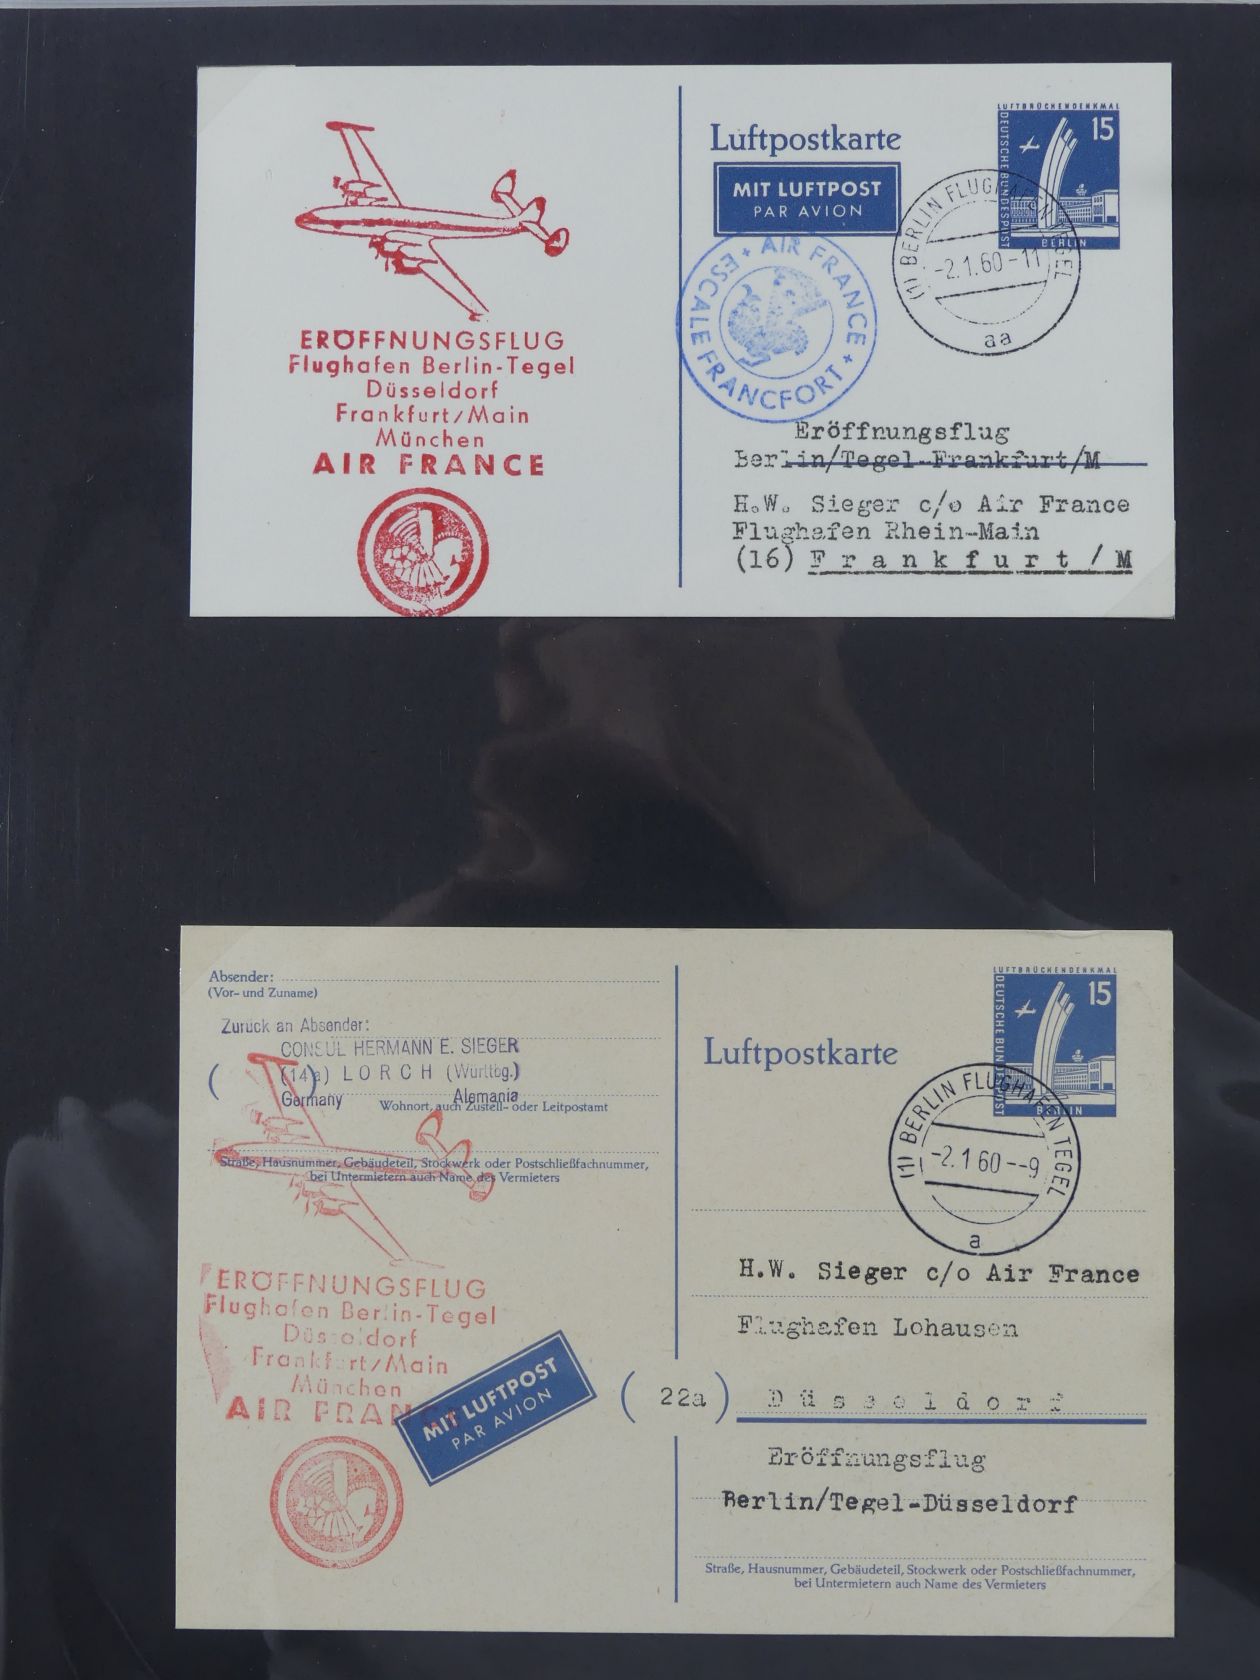 ERÖFFNUNGSFLUG
Flughafen Berlin-Tegel
Düsseldorf
Frankfurt/Main
München
AIR FRANCE
Luftpostkarte
MIT LUFTPOST
PAR AVION
LUFTBRÜCKENDENKMAL
DEUTSCHE BUNDESPOST
15
BERLIN
(1) BERLIN FLUGHAFEN TEGEL
-2.1.60-11
aa
AIR FRANCE
ESCALE FRANCFORT
Eröffnungsflug
Berlin/Tegel-Frankfurt/M
H.W. Sieger c/o Air France
Flughafen Rhein-Main
(16) Frankfurt/M
Absender:
(Vor- und Zuname)
Zurück an Absender:
CONSUL HERMANN E. SIEGER
(14a) LORCH (Württbg.)
Germany Alemania
Wohnort, auch Zustell- oder Leitpostamt
Straße, Hausnummer, Gebäudeteil, Stockwerk oder Postschließfachnummer,
bei Untermietern auch Name des Vermieters
ERÖFFNUNGSFLUG
Flughafen Berlin-Tegel
Düsseldorf
Frankfurt/Main
München
AIR FRAN
MIT LUFTPOST
PAR AVION
Luftpostkarte
LUFTBRÜCKENDENKMAL
DEUTSCHE BUNDESPOST
15
BERLIN
(1) BERLIN FLUGHAFEN TEGEL
-2.1.60--9
a
H.W. Sieger c/o Air France
Flughafen Lohausen
(22a) Düsseldorf
Eröffnungsflug
Berlin/Tegel-Düsseldorf
Straße, Hausnummer, Gebäudeteil, Stockwerk oder Postschließfachnummer,
bei Untermietern auch Name des Vermieters